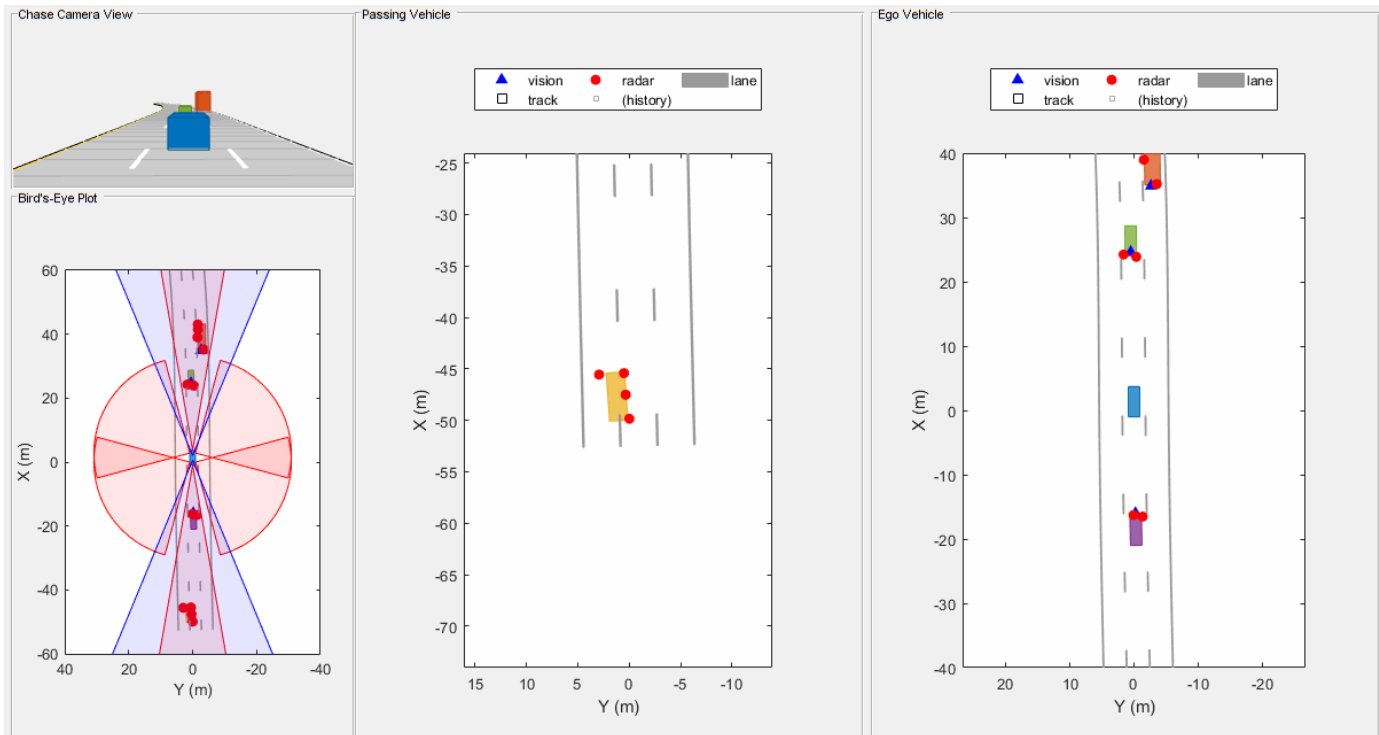 Chase Camera View
Bird's-Eye Plot
60
40
20
0
-20
-40
-60
X (m)
40
20
0
-20
-40
Y (m)
Passing Vehicle
vision
radar
lane
track
(history)
-25
-30
-35
-40
-45
-50
-55
-60
-65
-70
X (m)
15
10
5
0
-5
-10
Y (m)
Ego Vehicle
vision
radar
lane
track
(history)
40
30
20
10
0
-10
-20
-30
-40
X (m)
20
10
0
-10
-20
Y (m)